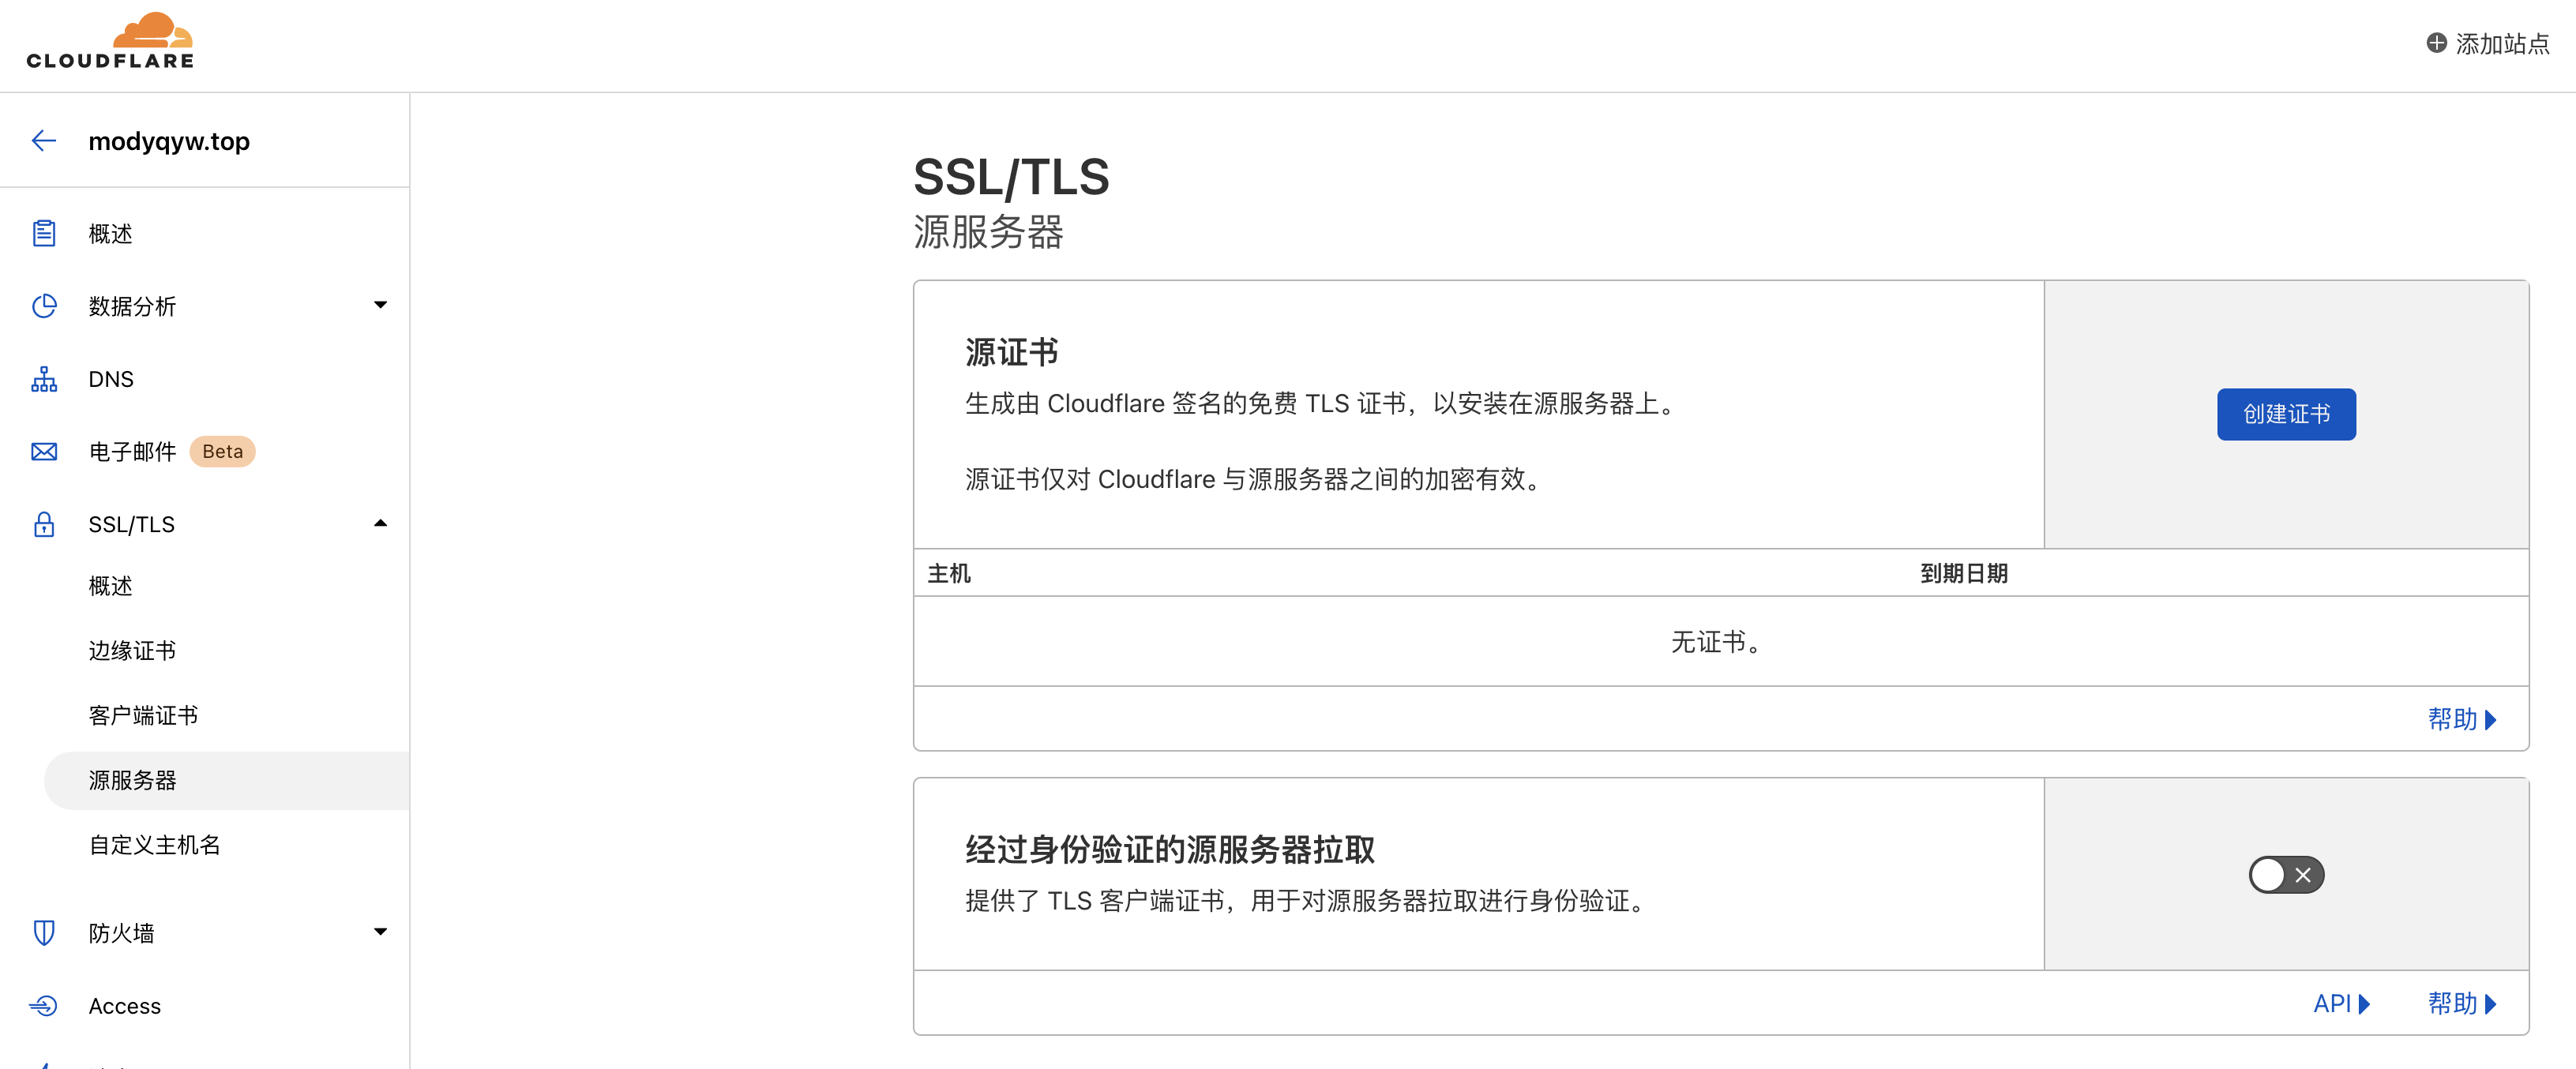 CLOUDFLARE
添加站点
modyqyw.top
概述
数据分析
DNS
电子邮件 Beta
SSL/TLS
概述
边缘证书
客户端证书
源服务器
自定义主机名
防火墙
Access
SSL/TLS
源服务器
源证书
生成由 Cloudflare 签名的免费 TLS 证书，以安装在源服务器上。
源证书仅对 Cloudflare 与源服务器之间的加密有效。
创建证书
主机 到期日期
无证书。
帮助
经过身份验证的源服务器拉取
提供了 TLS 客户端证书，用于对源服务器拉取进行身份验证。
API 帮助